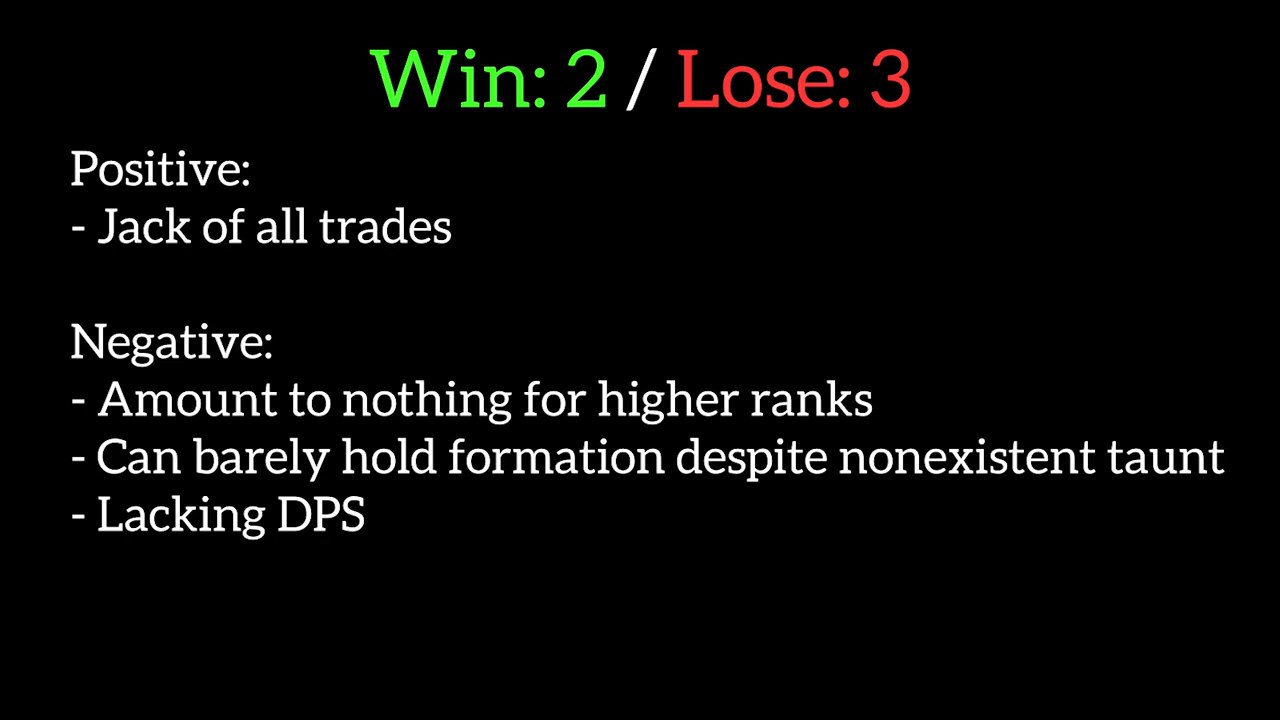 Win: 2 / Lose: 3
Positive:
- Jack of all trades
Negative:
- Amount to nothing for higher ranks
- Can barely hold formation despite nonexistent taunt
- Lacking DPS